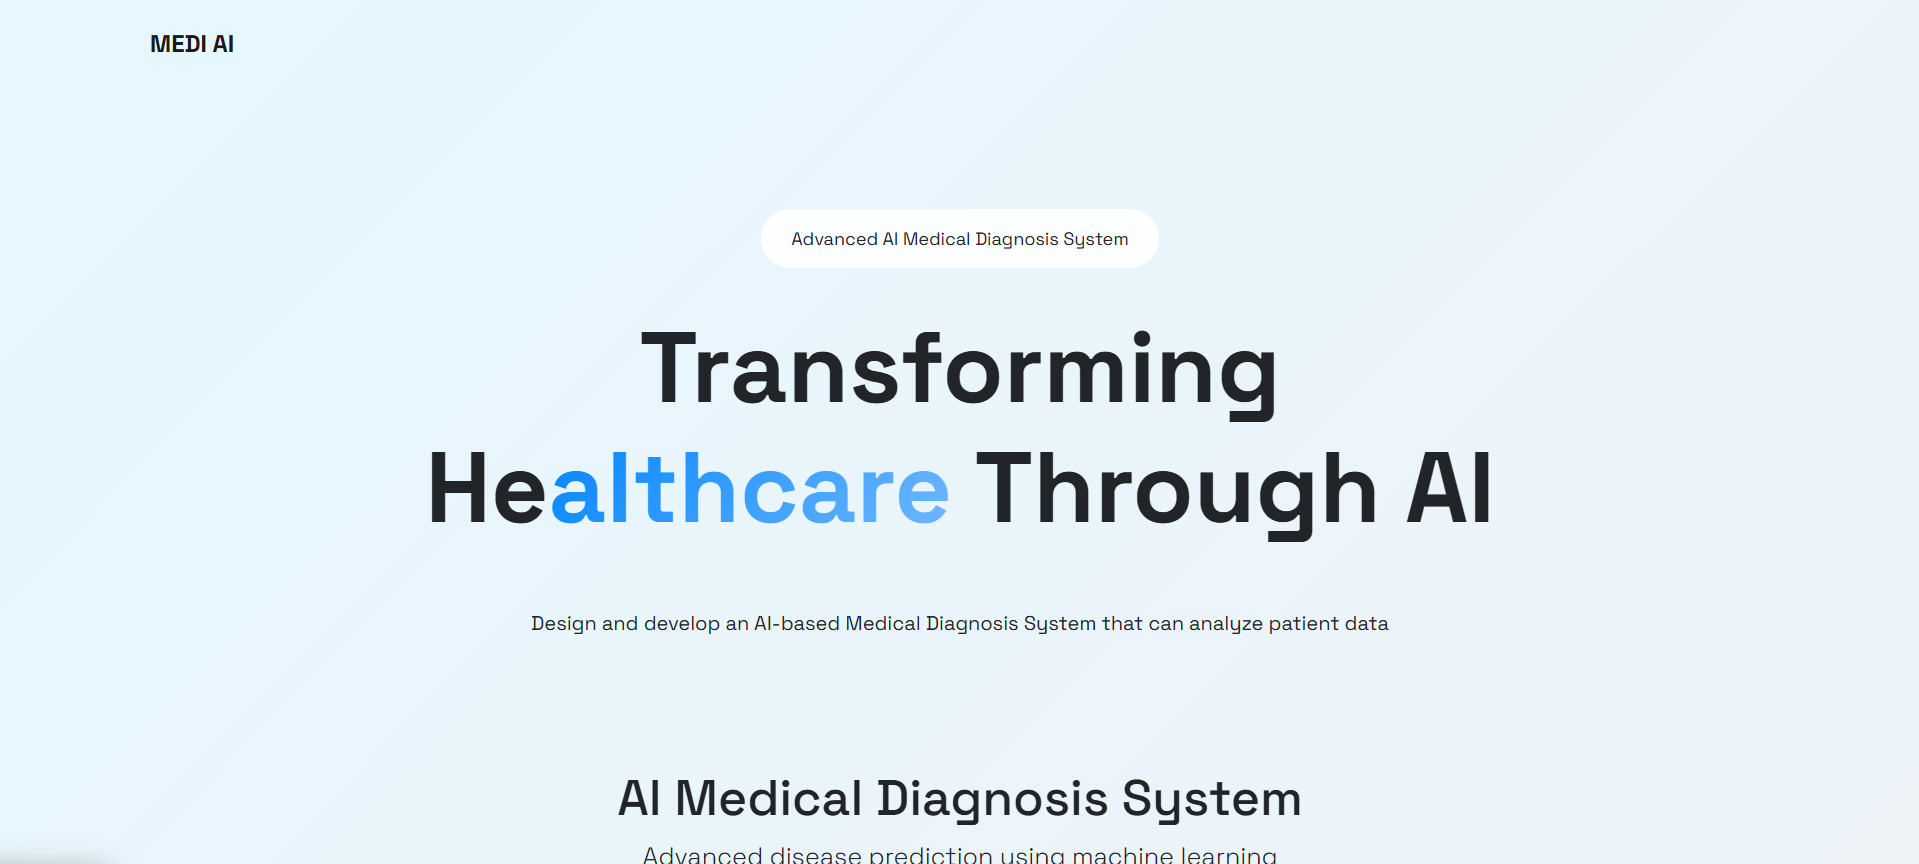 MEDI AI
Advanced AI Medical Diagnosis System
Transforming
Healthcare Through AI
Design and develop an AI-based Medical Diagnosis System that can analyze patient data
AI Medical Diagnosis System
Advanced disease prediction using machine learning